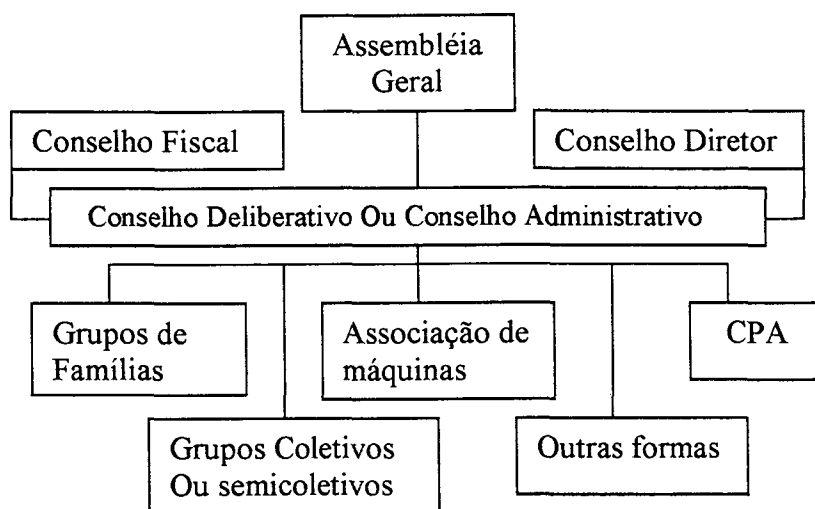 Assembléia
Geral
Conselho Fiscal
Conselho Diretor
Conselho Deliberativo Ou Conselho Administrativo
Grupos de
Famílias
Associação de
máquinas
CPA
Grupos Coletivos
Ou semicoletivos
Outras formas